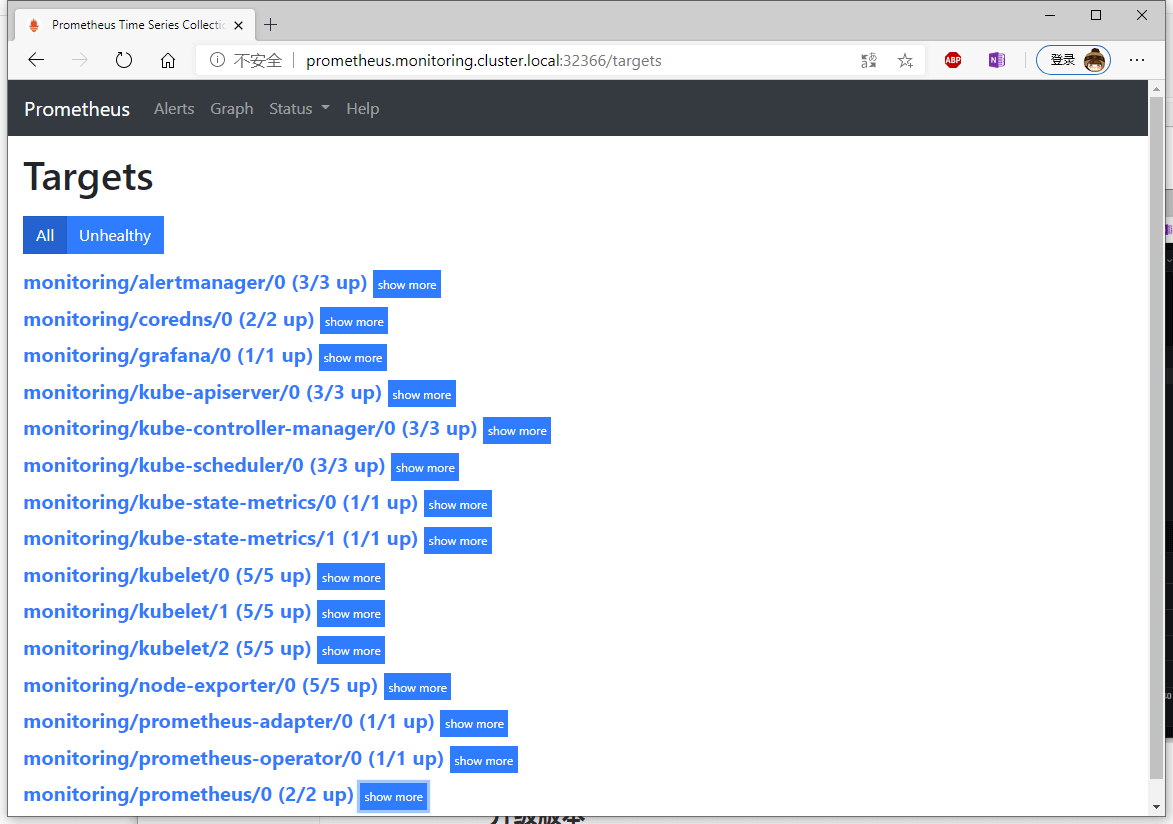 Prometheus Time Series Collecti
不安全 prometheus.monitoring.cluster.local:32366/targets ABP N 登录
Prometheus Alerts Graph Status Help
Targets
All Unhealthy
monitoring/alertmanager/0 (3/3 up) show more
monitoring/coredns/0 (2/2 up) show more
monitoring/grafana/0 (1/1 up) show more
monitoring/kube-apiserver/0 (3/3 up) show more
monitoring/kube-controller-manager/0 (3/3 up) show more
monitoring/kube-scheduler/0 (3/3 up) show more
monitoring/kube-state-metrics/0 (1/1 up) show more
monitoring/kube-state-metrics/1 (1/1 up) show more
monitoring/kubelet/0 (5/5 up) show more
monitoring/kubelet/1 (5/5 up) show more
monitoring/kubelet/2 (5/5 up) show more
monitoring/node-exporter/0 (5/5 up) show more
monitoring/prometheus-adapter/0 (1/1 up) show more
monitoring/prometheus-operator/0 (1/1 up) show more
monitoring/prometheus/0 (2/2 up) show more